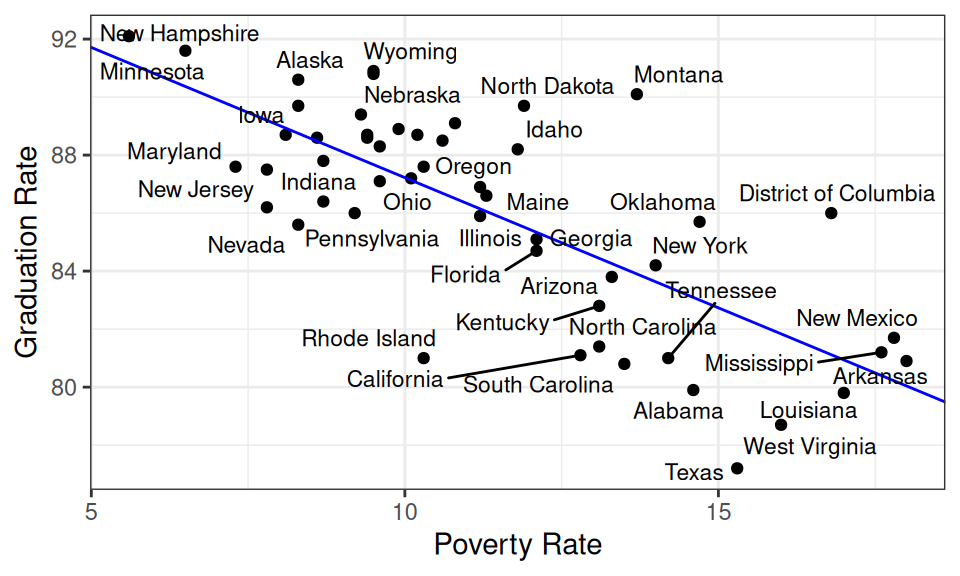 92
New Hampshire
Wyoming
Alaska
Minnesota
Montana
North Dakota
Nebraska
Iowa
Idaho
88
Maryland
Oregon
Indiana
New Jersey
District of Columbia
Ohio
Maine
Oklahoma
Nevada
Pennsylvania
Illinois
Georgia
New York
84
Florida
Arizona
Tennessee
New Mexico
Kentucky
North Carolina
Rhode Island
Mississippi
California
Arkansas
80
South Carolina
Alabama
Louisiana
West Virginia
Texas
Graduation Rate
5
10
15
Poverty Rate